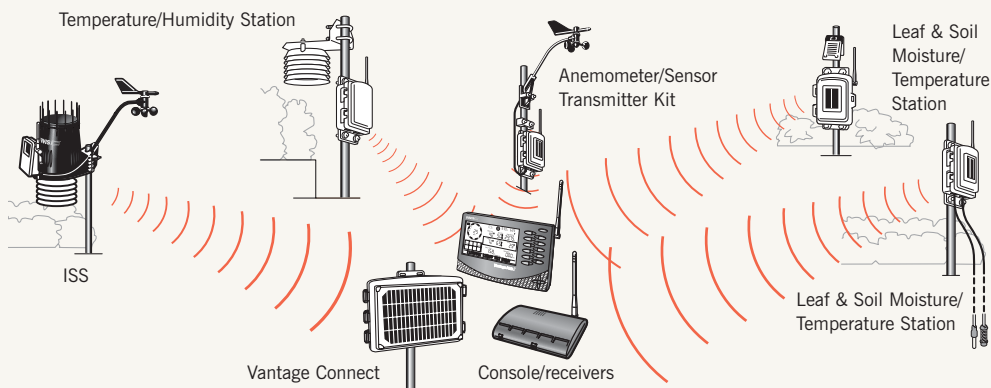 Temperature/Humidity Station
Anemometer/Sensor
Transmitter Kit
Leaf & Soil
Moisture/
Temperature
Station
ISS
Leaf & Soil Moisture/
Temperature Station
Vantage Connect
Console/receivers